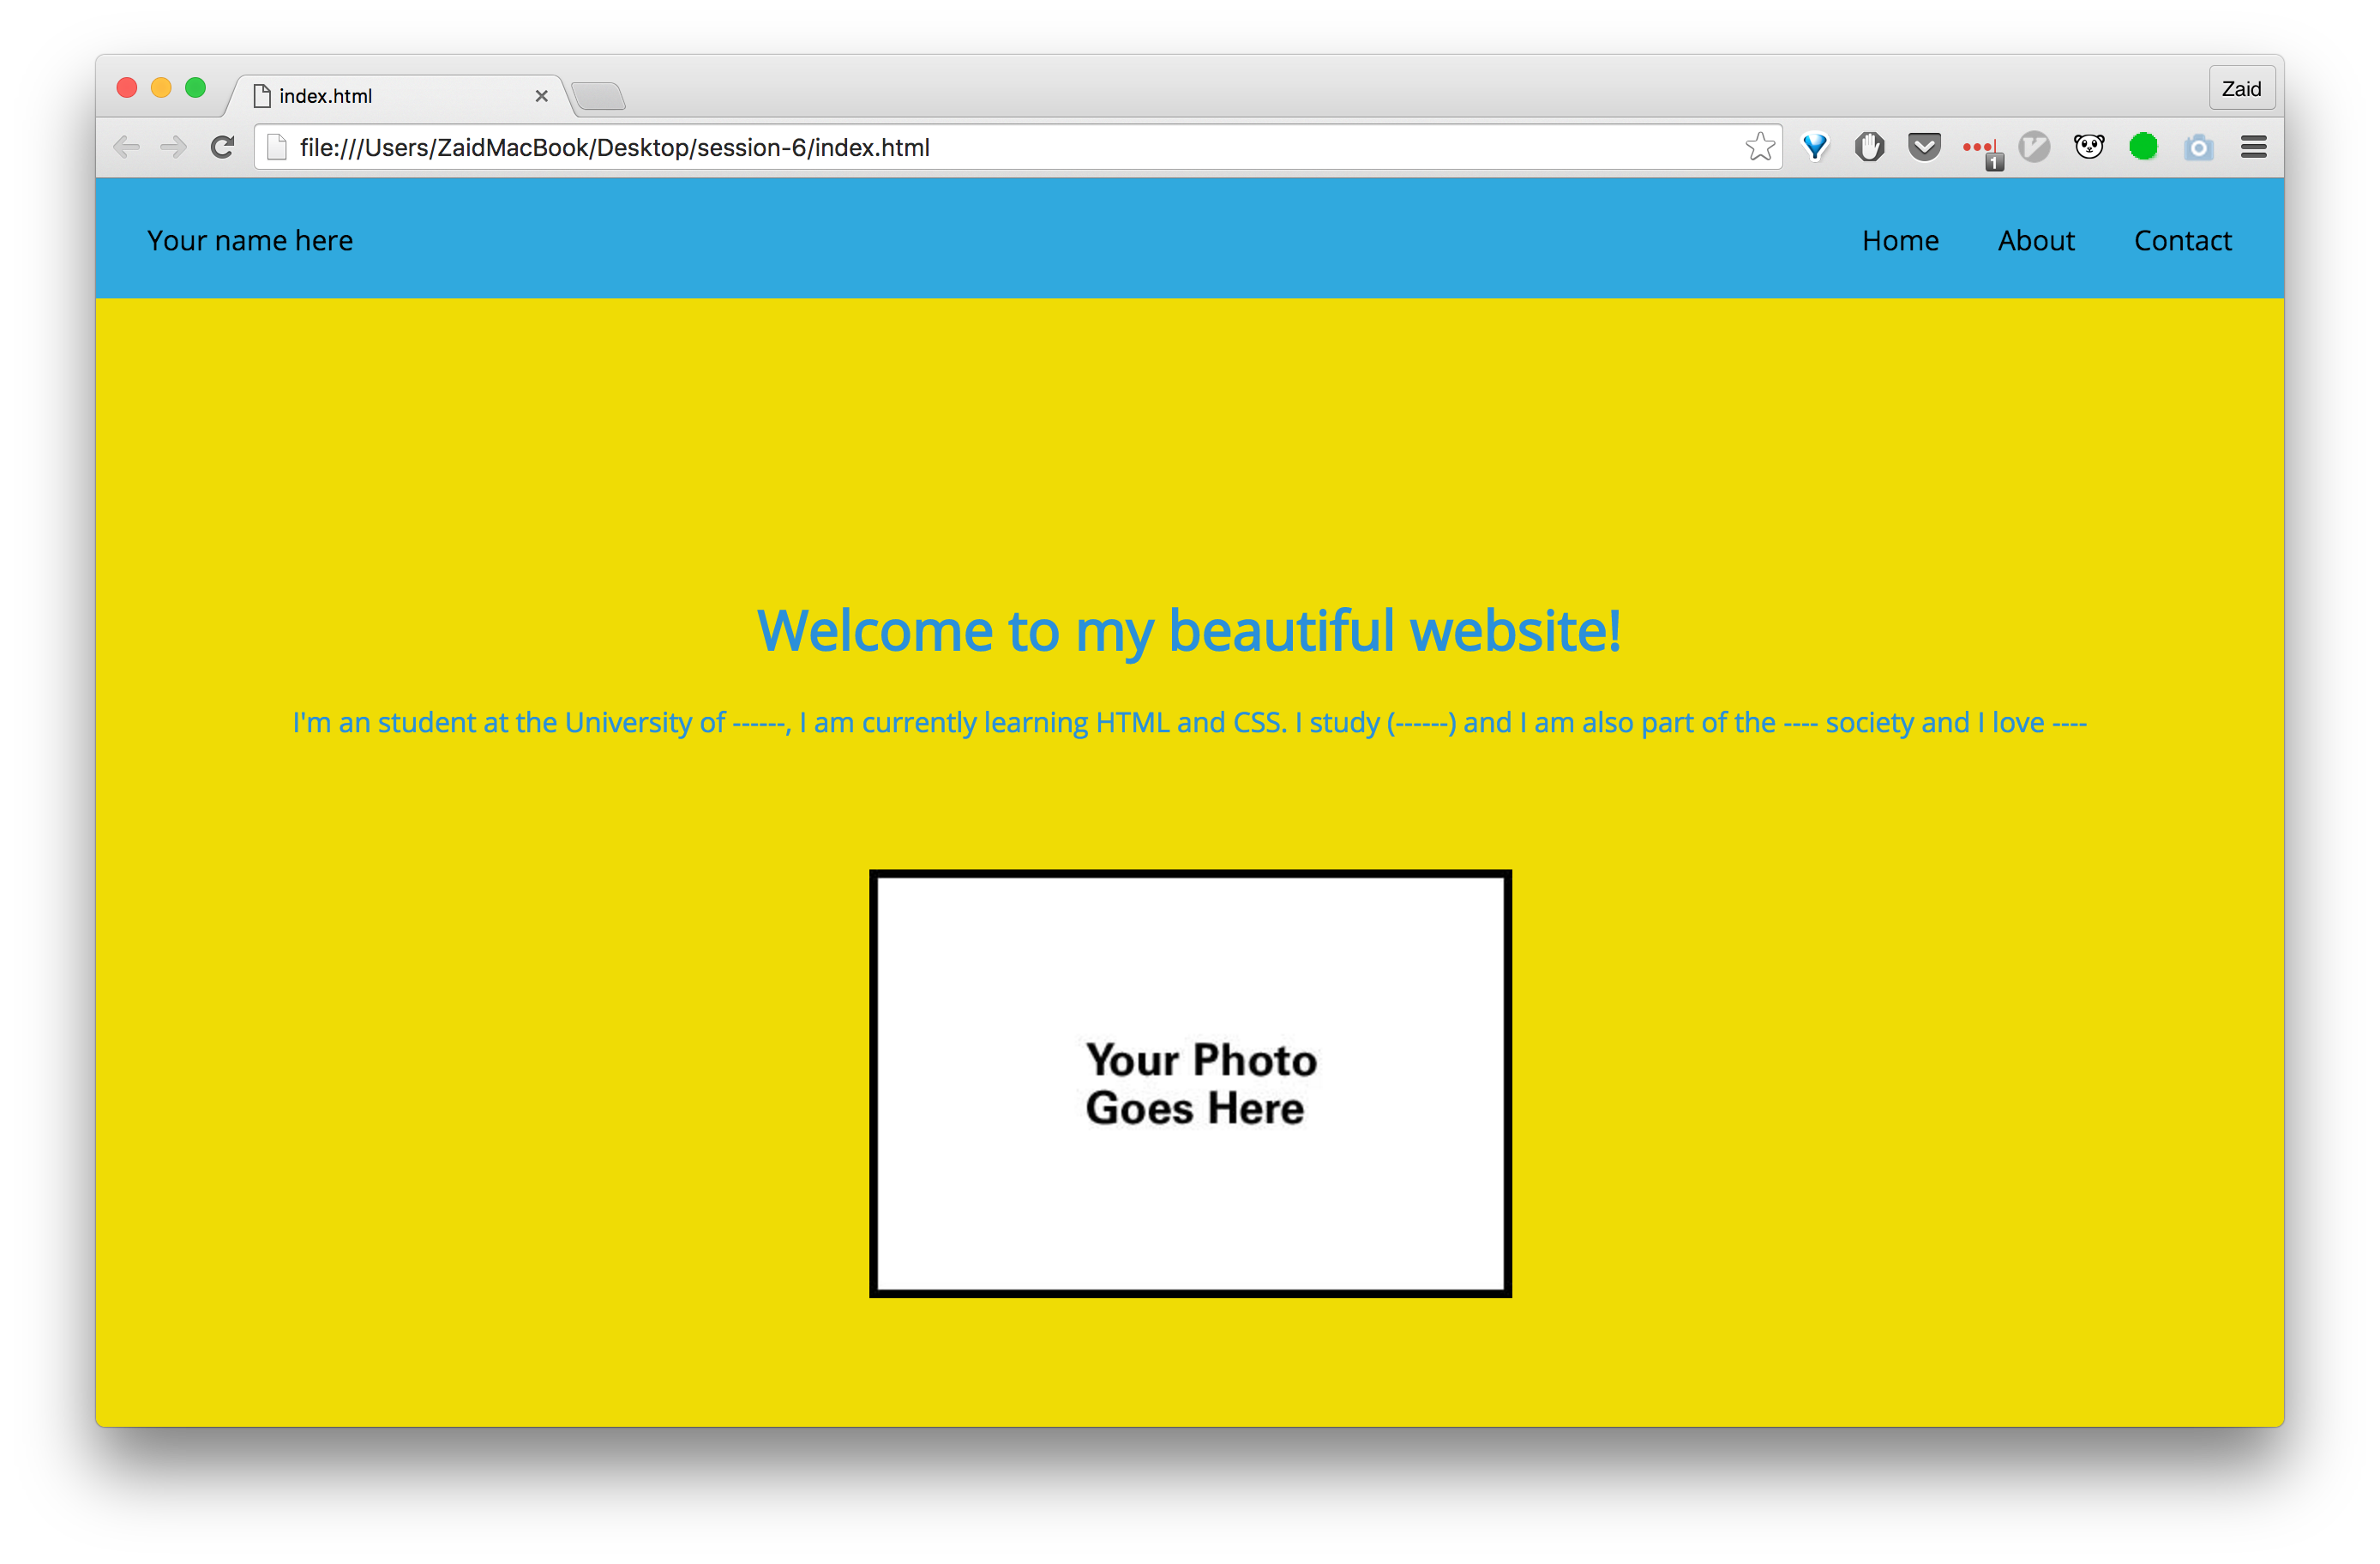 index.html
Zaid
file:///Users/ZaidMacBook/Desktop/session-6/index.html
1
Your name here
Home
About
Contact
Welcome to my beautiful website!
I'm an student at the University of ------, I am currently learning HTML and CSS. I study (------) and I am also part of the ---- society and I love ----
Your Photo
Goes Here